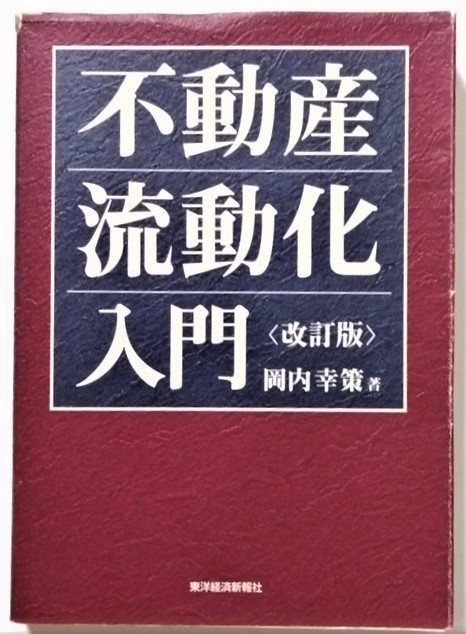 不動産
流動化
入門〈改訂版〉
岡内幸策 著
東洋経済新報社